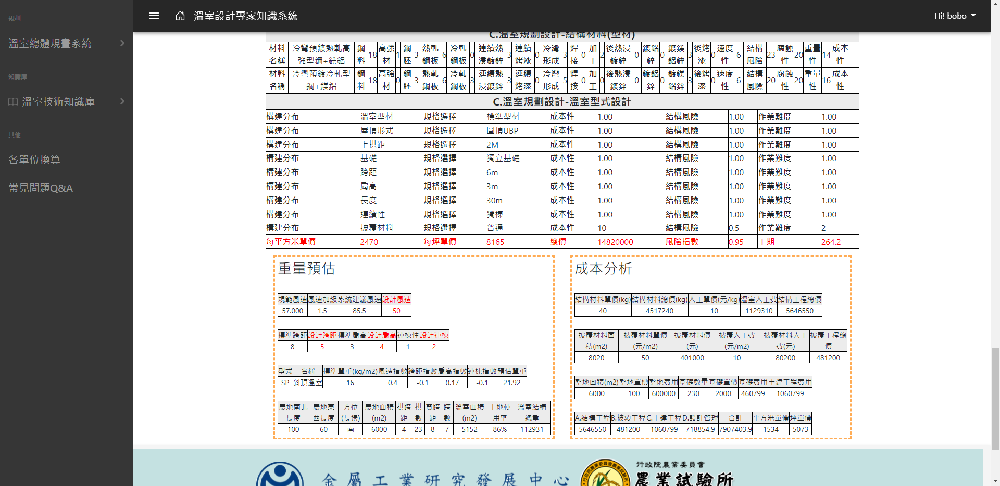 規劃
溫室總體規畫系統
知識庫
溫室技術知識庫
其他
各單位換算
常見問題Q&A
溫室設計專家知識系統
Hi! bobo
C.溫室規劃設計-結構材料(型材)
材料名稱 冷彎預鍍熱軋高強型鋼+鎂鋁 鋼料 18 高強材 1 鋼胚 3 熱軋鋼板 6 冷軋鋼板 0 連續熱浸鍍鋅 3 連續烤漆 0 冷灣形成 3 焊接 0 加工 2 後熱浸鍍鋅 0 鍍鋁鋅 0 鍍鎂鋁鋅 3 後烤漆 0 速度性 6 結構風險 23 腐蝕性 20 重量性 14 成本性
材料名稱 冷彎預鍍冷軋型鋼+鎂鋁 鋼料 18 高強材 0 鋼胚 3 熱軋鋼板 6 冷軋鋼板 3 連續熱浸鍍鋅 3 連續烤漆 0 冷灣形成 5 焊接 0 加工 0 後熱浸鍍鋅 0 鍍鋁鋅 0 鍍鎂鋁鋅 3 後烤漆 0 速度性 6 結構風險 20 腐蝕性 20 重量性 16 成本性
C.溫室規劃設計-溫室型式設計
構建分布 溫室型材 規格選擇 標準型材 成本性 1.00 結構風險 1.00 作業難度 1.00
構建分布 屋頂形式 規格選擇 圓頂UBP 成本性 1.00 結構風險 1.00 作業難度 1.00
構建分布 上拱距 規格選擇 2M 成本性 1.00 結構風險 1.00 作業難度 1.00
構建分布 基礎 規格選擇 獨立基礎 成本性 1.00 結構風險 1.00 作業難度 1.00
構建分布 跨距 規格選擇 6m 成本性 1.00 結構風險 1.00 作業難度 1.00
構建分布 肩高 規格選擇 3m 成本性 1.00 結構風險 1.00 作業難度 1.00
構建分布 長度 規格選擇 30m 成本性 1.00 結構風險 1.00 作業難度 1.00
構建分布 連續性 規格選擇 獨棟 成本性 1.00 結構風險 1.00 作業難度 1.00
構建分布 披覆材料 規格選擇 普通 成本性 10 結構風險 0.5 作業難度 2
每平方米單價 2470 每坪單價 8165 總價 14820000 風險指數 0.95 工期 264.2
重量預估
規範風速 風速加級 系統建議風速 設計風速
57.000 1.5 85.5 50
標準跨距 設計跨距 標準肩高 設計肩高 連棟性 設計連棟
8 5 3 4 1 2
型式 名稱 標準單重(kg/m2) 風速指數 跨距指數 肩高指數 連棟指數 預估單重
SP 斜頂溫室 16 0.4 -0.1 0.17 -0.1 21.92
農地南北長度 農地東西長度 方位(長邊) 農地面積(m2) 拱跨距 拱數 寬跨距 跨數 溫室面積(m2) 土地使用率 溫室結構總重
100 60 南 6000 4 23 8 7 5152 86% 112931
成本分析
結構材料單價(kg) 結構材料總價(kg) 人工單價(元/kg) 溫室人工費 結構工程總價
40 4517240 10 1129310 5646550
披覆材料面積(m2) 披覆材料單價(元/m2) 披覆材料價(元) 披覆人工費(元/m2) 披覆材料人工費(元) 披覆工程總價
8020 50 401000 10 80200 481200
整地面積(m2) 整地單價 整地費用 基礎數量 基礎單價 基礎費用 土建工程費用
6000 100 600000 230 2000 460799 1060799
A.結構工程 B.披覆工程 C.土建工程 D.設計管理 合計 平方米單價 坪單價
5646550 481200 1060799 718854.9 7907403.9 1534 5073
金屬工業研究發展中心
行政院農業委員會
農業試驗所